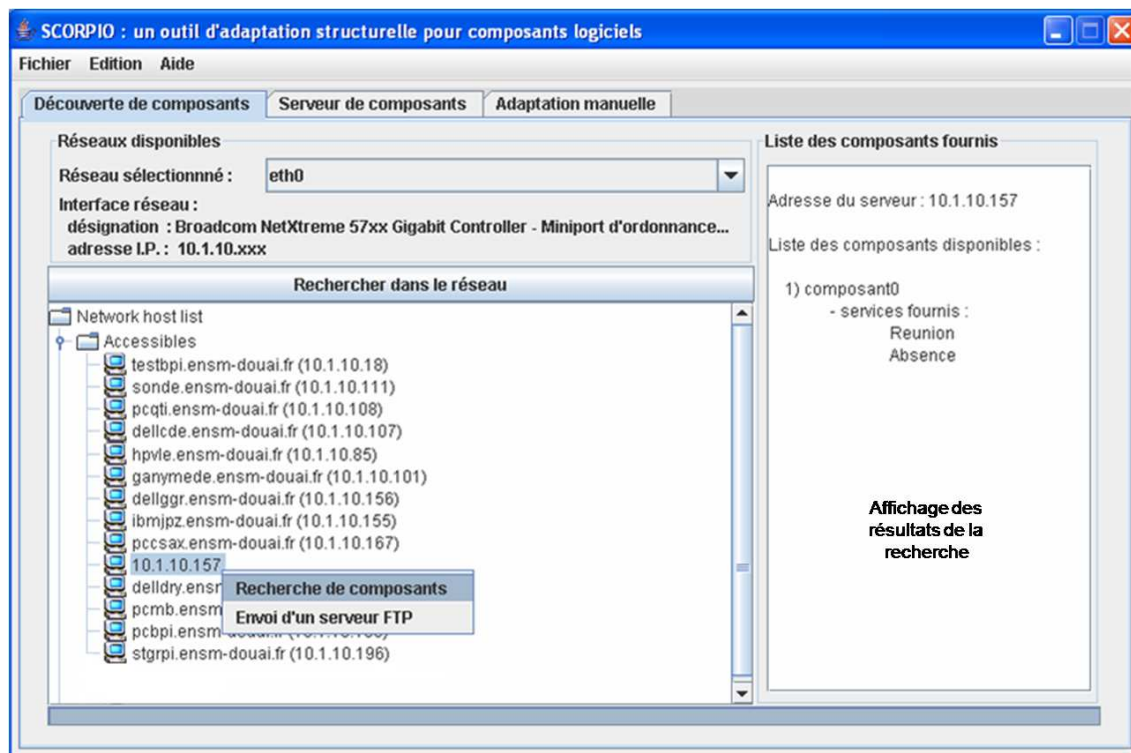 SCORPIO : un outil d'adaptation structurelle pour composants logiciels
Fichier Edition Aide
Découverte de composants Serveur de composants Adaptation manuelle
Réseaux disponibles
Réseau sélectionnné : eth0
Interface réseau :
désignation : Broadcom NetXtreme 57xx Gigabit Controller - Miniport d'ordonnance...
adresse I.P. : 10.1.10.xxx
Rechercher dans le réseau
Network host list
Accessibles
testbpi.ensm-douai.fr (10.1.10.18)
sonde.ensm-douai.fr (10.1.10.111)
pcqti.ensm-douai.fr (10.1.10.108)
dellcde.ensm-douai.fr (10.1.10.107)
hpvle.ensm-douai.fr (10.1.10.85)
ganymede.ensm-douai.fr (10.1.10.101)
dellggr.ensm-douai.fr (10.1.10.156)
ibmjpz.ensm-douai.fr (10.1.10.155)
pccsax.ensm-douai.fr (10.1.10.167)
10.1.10.157
delldry.ensr
pcmb.ensm
pcbpi.ensm
stgrpi.ensm-douai.fr (10.1.10.196)
Recherche de composants
Envoi d'un serveur FTP
Liste des composants fournis
Adresse du serveur : 10.1.10.157
Liste des composants disponibles :
1) composant0
- services fournis :
Reunion
Absence
Affichage des
résultats de la
recherche